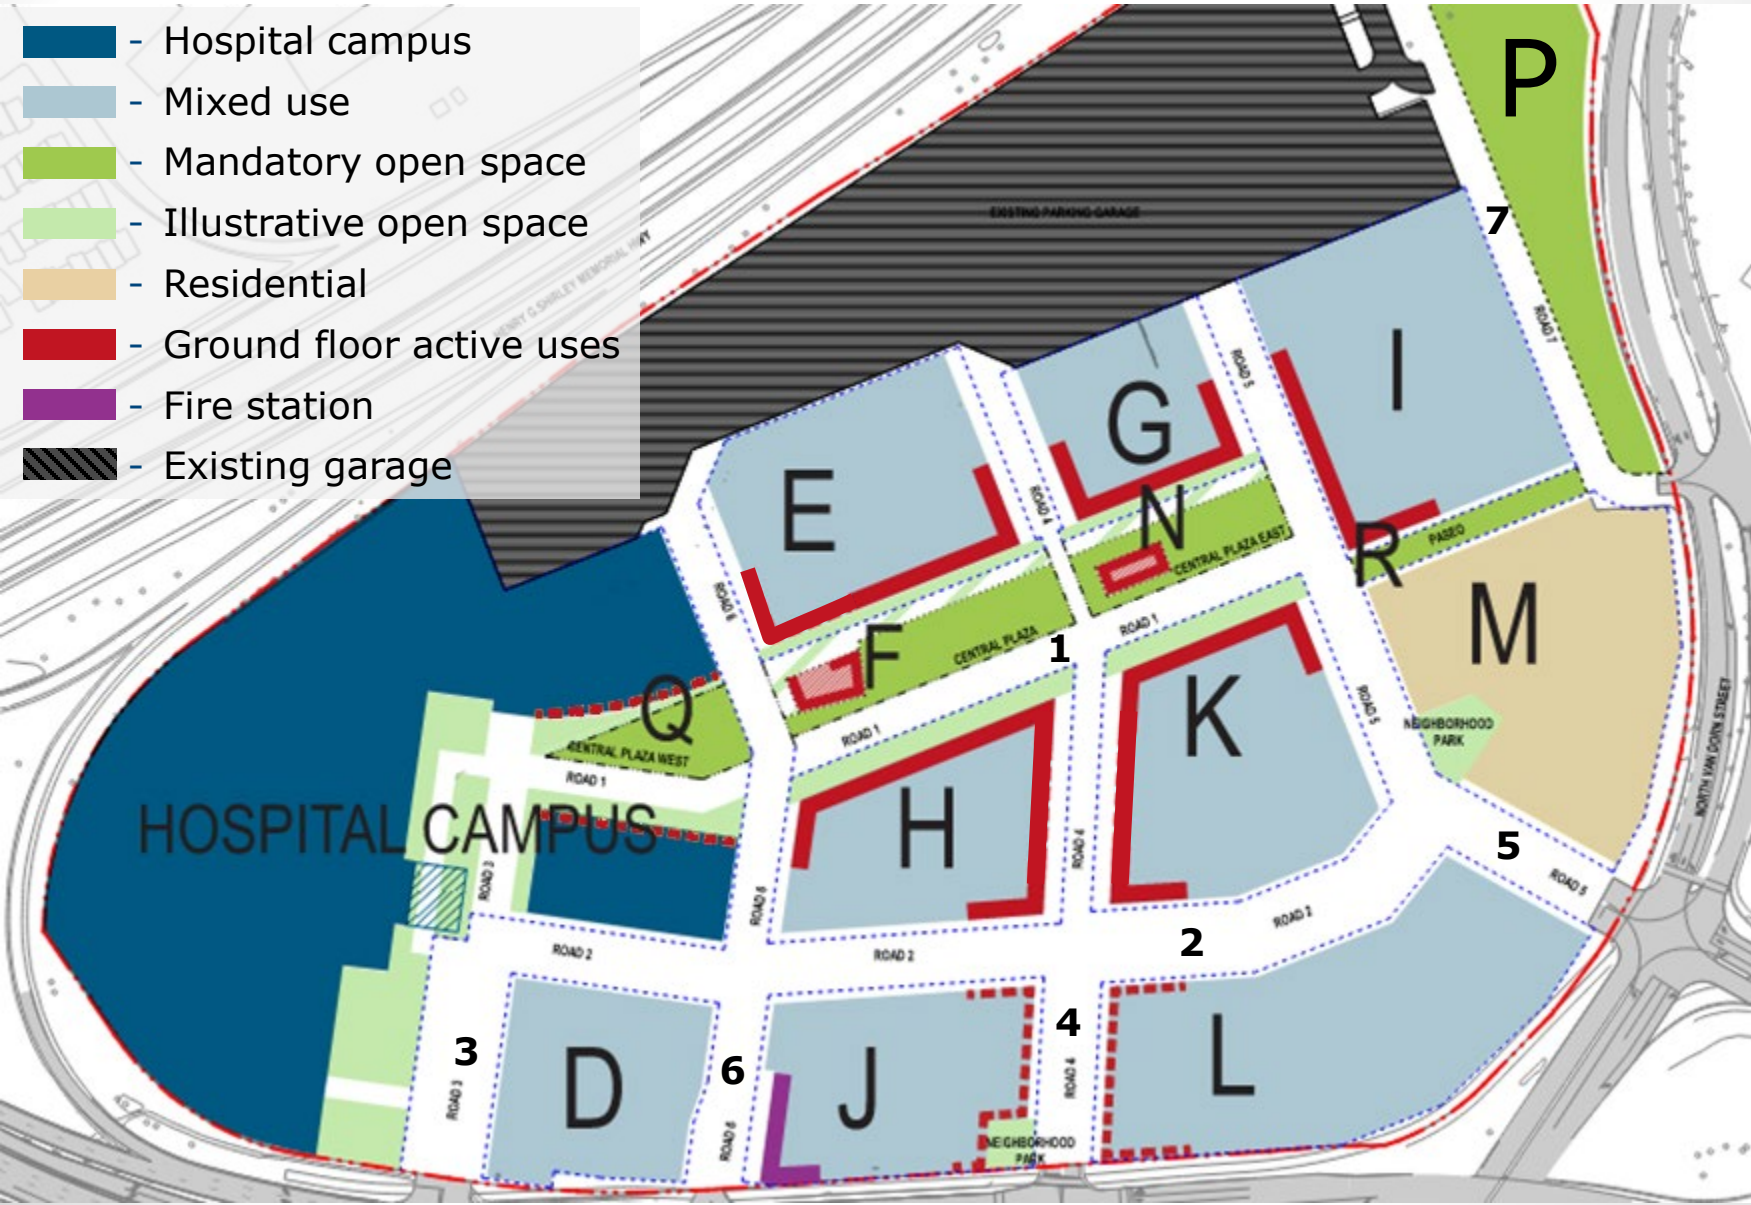 - Hospital campus
- Mixed use
- Mandatory open space
- Illustrative open space
- Residential
- Ground floor active uses
- Fire station
- Existing garage
P
HENRY G SHIRLEY MEMORIAL HWY
EXISTING PARKING GARAGE
7
ROAD 7
I
ROAD 5
G
E
ROAD 4
N
CENTRAL PLAZA EAST
R
PASEO
M
ROAD 6
F
CENTRAL PLAZA
1
ROAD 1
Q
CENTRAL PLAZA WEST
ROAD 1
ROAD 1
K
ROAD 5
NEIGHBORHOOD
PARK
NORTH VAN DORN STREET
HOSPITAL CAMPUS
H
ROAD 4
5
ROAD 5
ROAD 3
ROAD 6
ROAD 2
ROAD 2
2
ROAD 2
3
ROAD 3
D
6
ROAD 6
J
4
ROAD 4
L
NEIGHBORHOOD
PARK